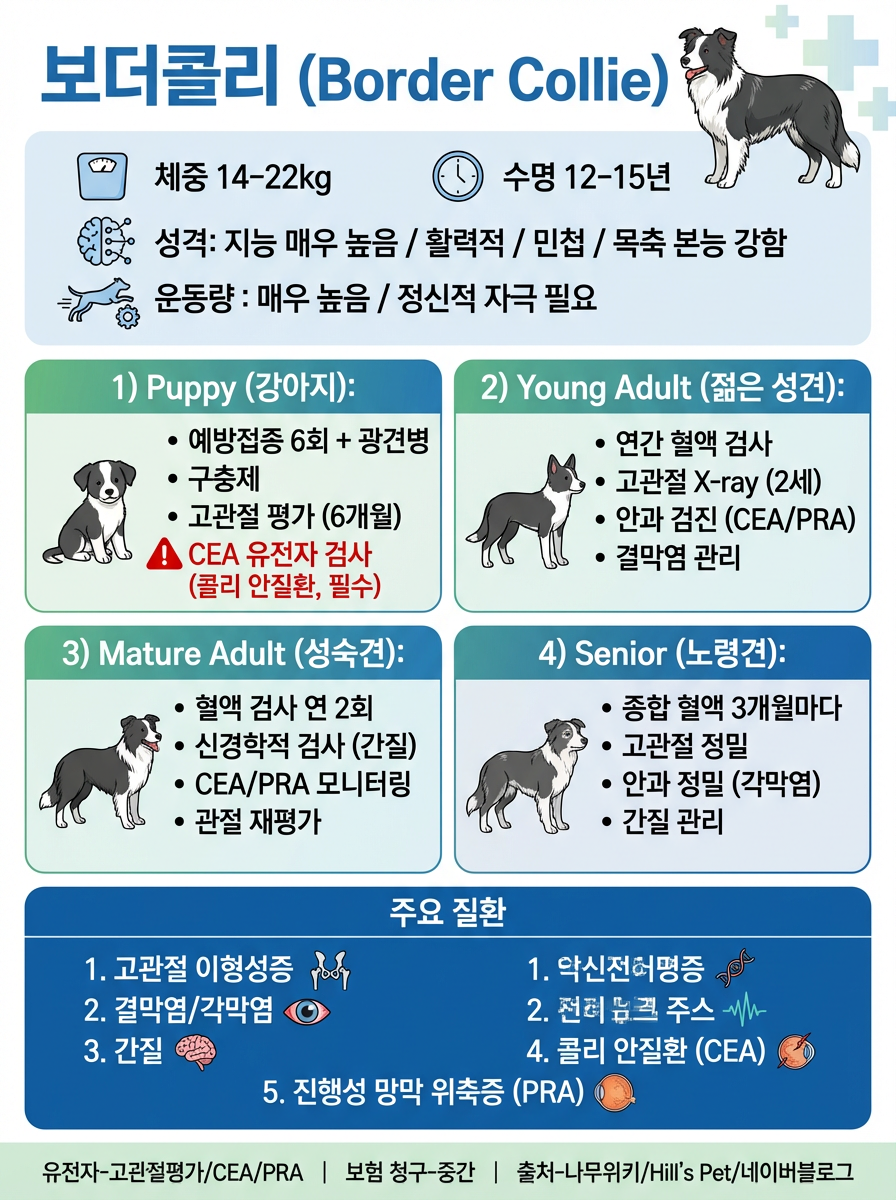 보더콜리 (Border Collie)
체중 14-22kg
수명 12-15년
성격: 지능 매우 높음 / 활력적 / 민첩 / 목축 본능 강함
운동량 : 매우 높음 / 정신적 자극 필요
1) Puppy (강아지):
• 예방접종 6회 + 광견병
• 구충제
• 고관절 평가 (6개월)
CEA 유전자 검사
(콜리 안질환, 필수)
2) Young Adult (젊은 성견):
• 연간 혈액 검사
• 고관절 X-ray (2세)
• 안과 검진 (CEA/PRA)
• 결막염 관리
3) Mature Adult (성숙견):
• 혈액 검사 연 2회
• 신경학적 검사 (간질)
• CEA/PRA 모니터링
• 관절 재평가
4) Senior (노령견):
• 종합 혈액 3개월마다
• 고관절 정밀
• 안과 정밀 (각막염)
• 간질 관리
주요 질환
1. 고관절 이형성증
2. 결막염/각막염
3. 간질
1.
2. 주스
4. 콜리 안질환 (CEA)
5. 진행성 망막 위축증 (PRA)
유전자-고괸절평가/CEA/PRA | 보험 청구-중간 | 출처-나무위키/Hill's Pet/네이버블로그